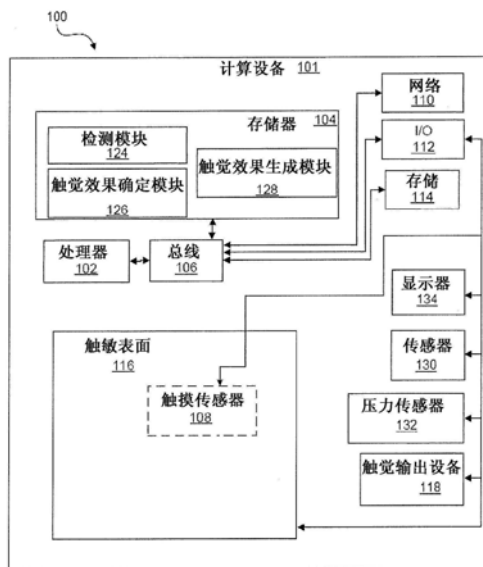 100
计算设备 101
存储器 104
检测模块
124
触觉效果确定模块
126
触觉效果生成模块
128
网络
110
I/O
112
存储
114
处理器
102
总线
106
显示器
134
触敏表面
116
触摸传感器
108
传感器
130
压力传感器
132
触觉输出设备
118